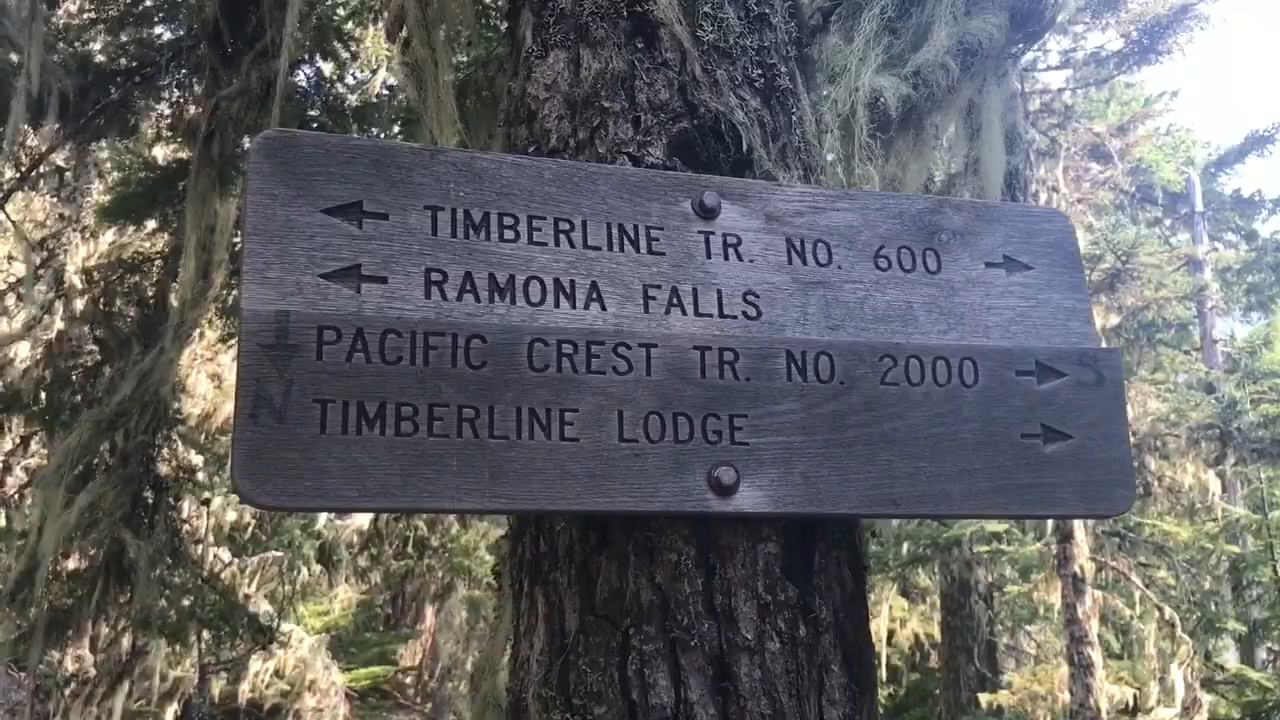 TIMBERLINE TR. NO. 600
RAMONA FALLS
PACIFIC CREST TR. NO. 2000 S
N TIMBERLINE LODGE